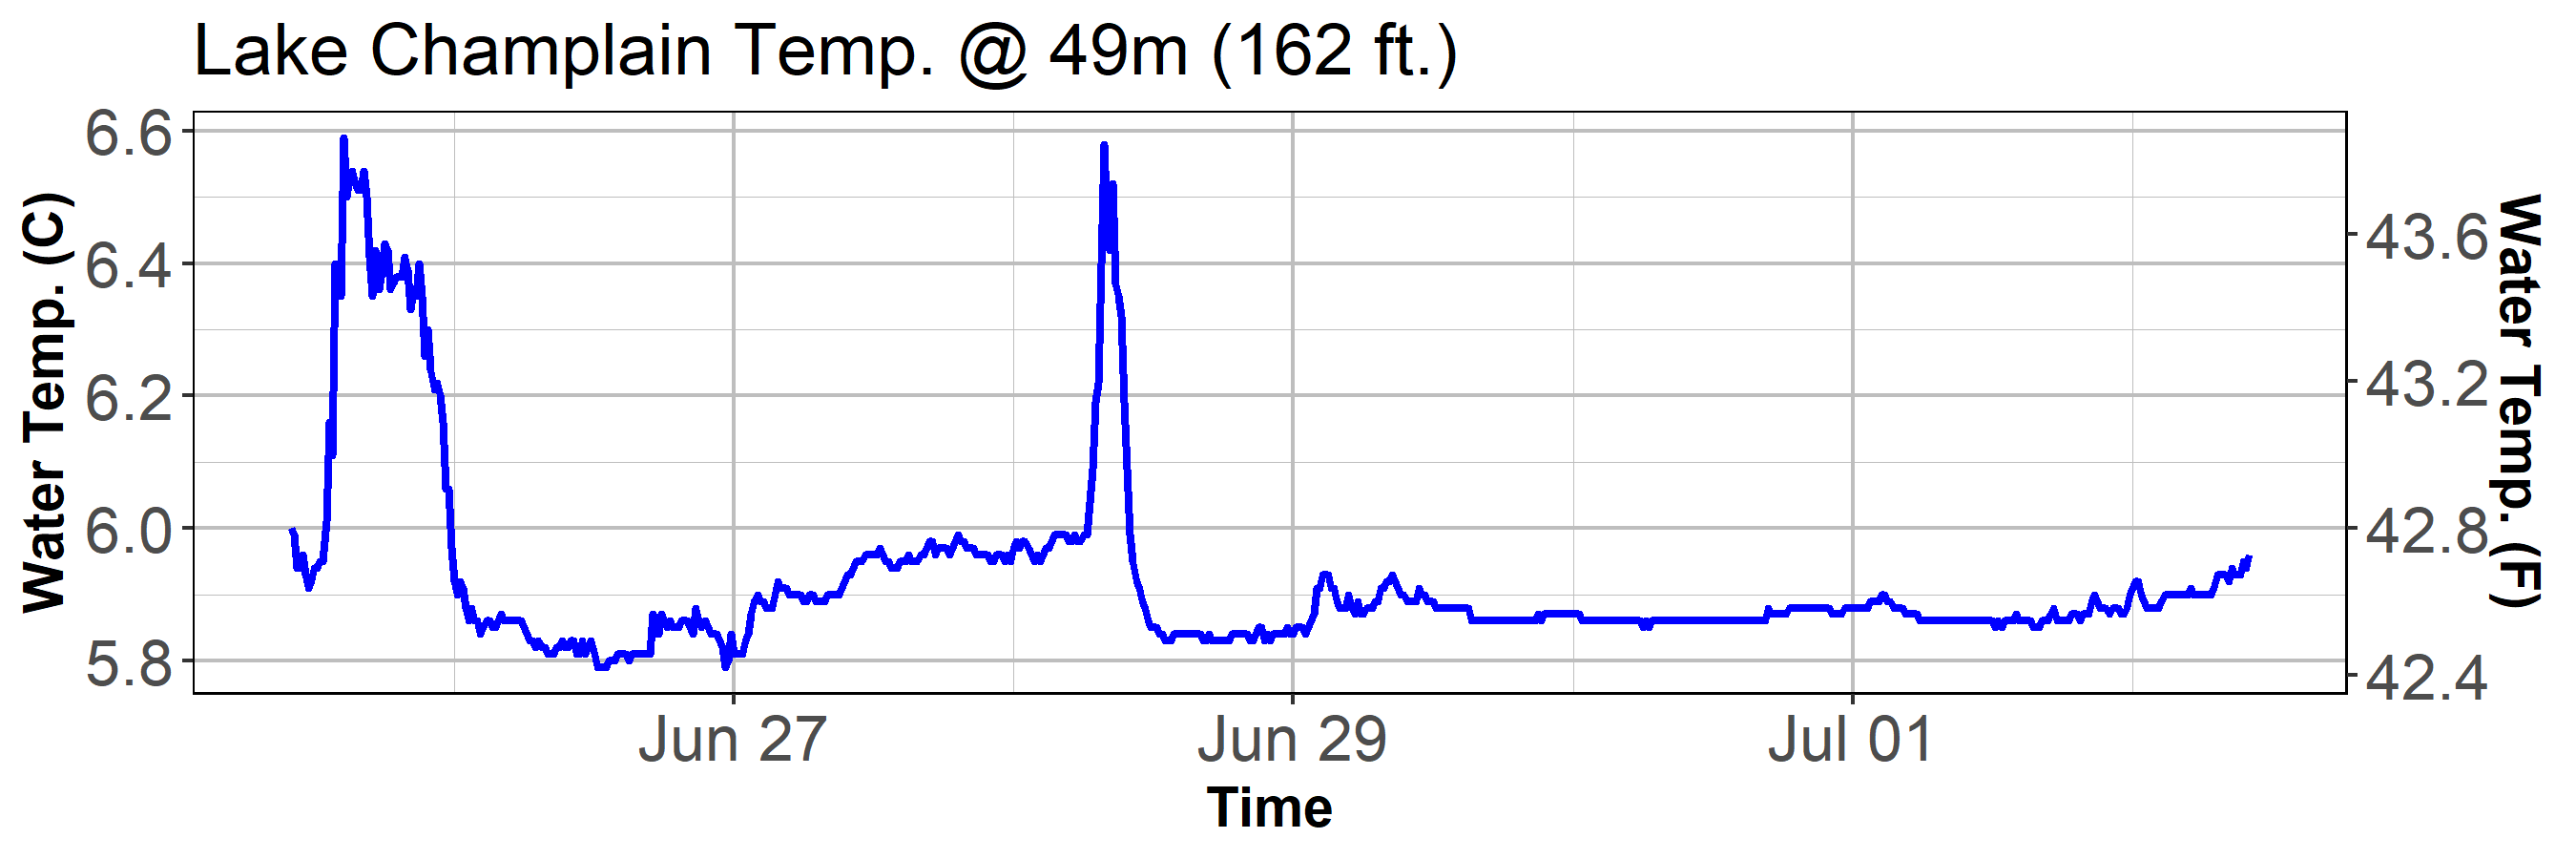 Lake Champlain Temp. @ 49m (162 ft.)
Water Temp. (C)
6.6
6.4
6.2
6.0
5.8
43.6
43.2
42.8
42.4
Water Temp. (F)
Jun 27
Jun 29
Jul 01
Time